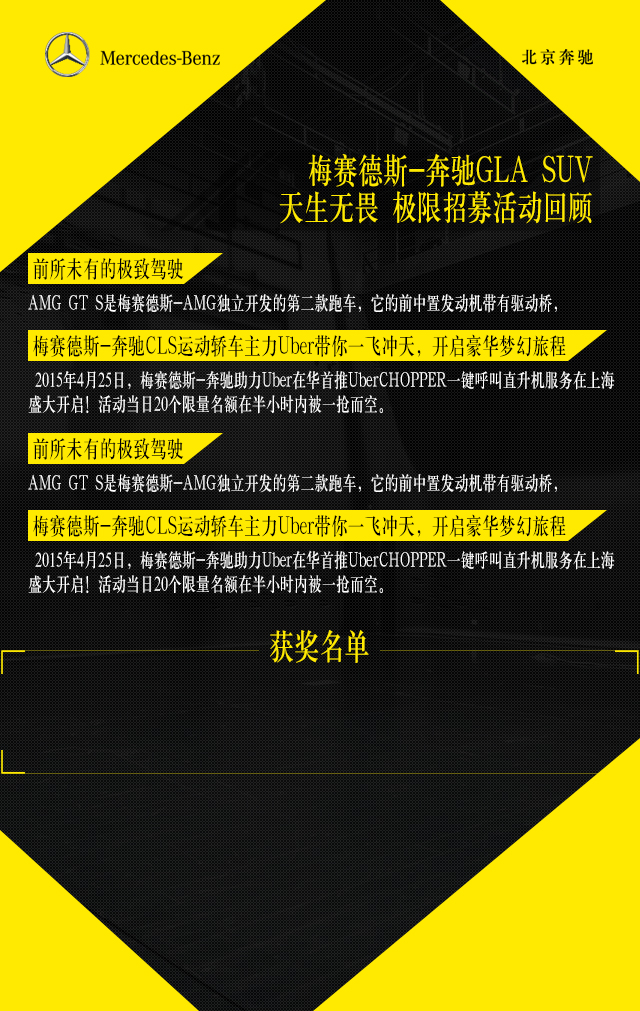 Mercedes-Benz
北京奔驰
梅赛德斯-奔驰GLA SUV
天生无畏 极限招募活动回顾
前所未有的极致驾驶
AMG GT S是梅赛德斯-AMG独立开发的第二款跑车，它的前中置发动机带有驱动桥，
梅赛德斯-奔驰CLS运动轿车主力Uber带你一飞冲天，开启豪华梦幻旅程
2015年4月25日，梅赛德斯-奔驰助力Uber在华首推UberCHOPPER一键呼叫直升机服务在上海
盛大开启！活动当日20个限量名额在半小时内被一抢而空。
前所未有的极致驾驶
AMG GT S是梅赛德斯-AMG独立开发的第二款跑车，它的前中置发动机带有驱动桥，
梅赛德斯-奔驰CLS运动轿车主力Uber带你一飞冲天，开启豪华梦幻旅程
2015年4月25日，梅赛德斯-奔驰助力Uber在华首推UberCHOPPER一键呼叫直升机服务在上海
盛大开启！活动当日20个限量名额在半小时内被一抢而空。
获奖名单